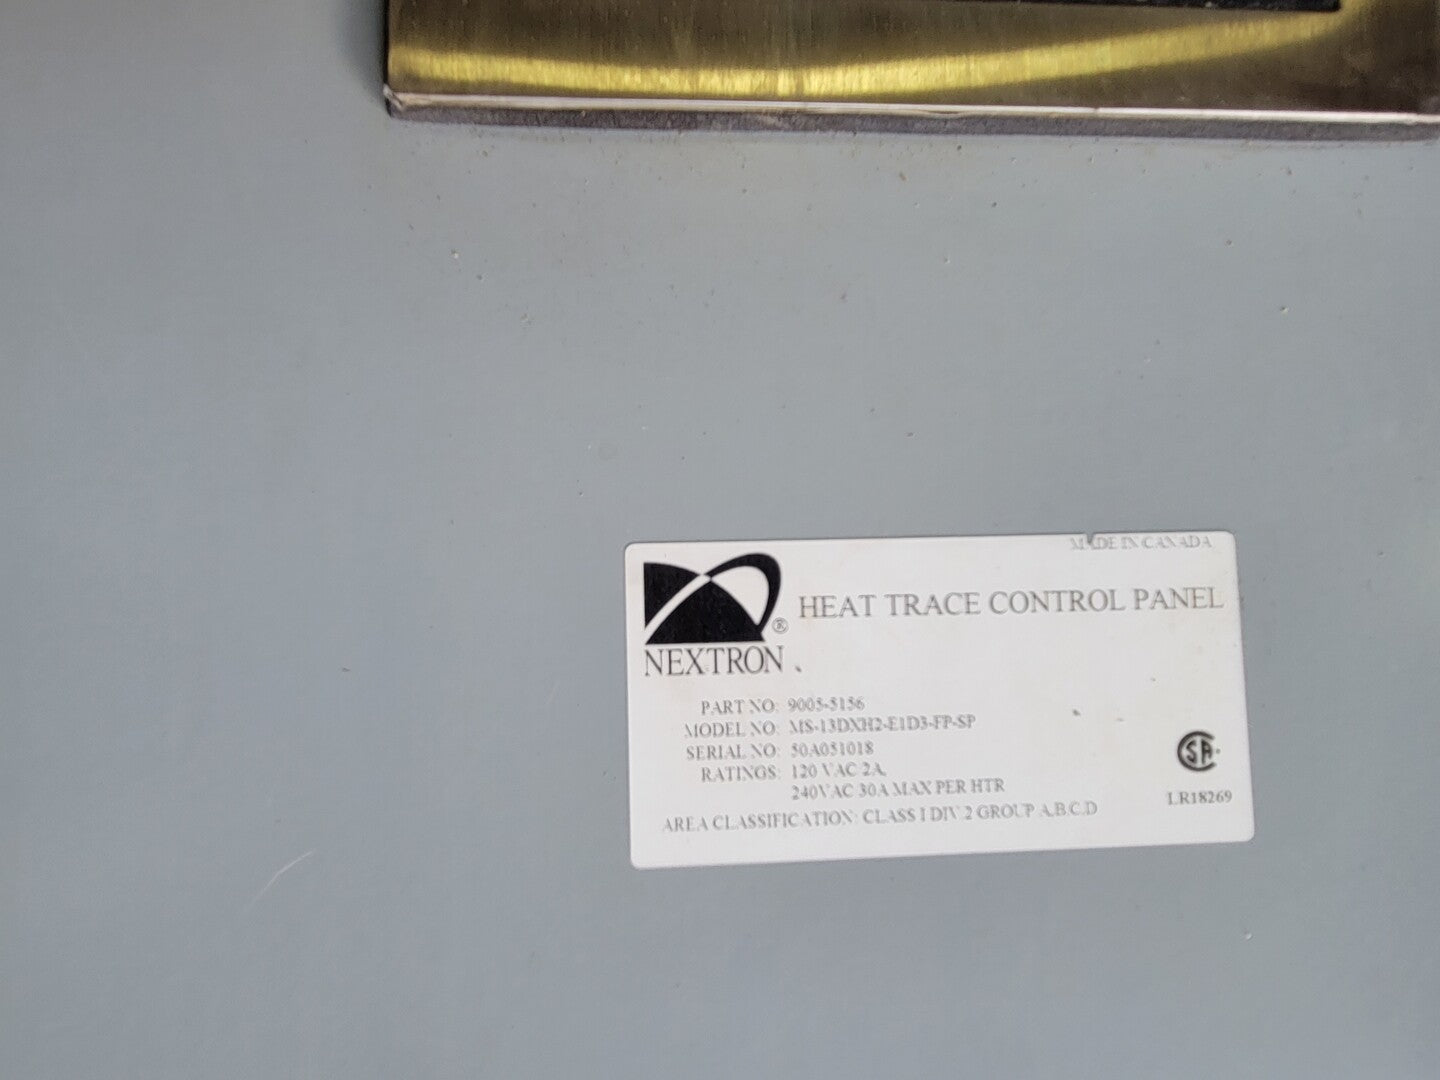 MADE IN CANADA
HEAT TRACE CONTROL PANEL
®
NEXTRON
PART NO: 9005-5156
MODEL NO: MS-13DXH2-E1D3-FP-SP
SERIAL NO: 50A051018
RATINGS: 120 VAC 2A,
240VAC 30A MAX PER HTR
AREA CLASSIFICATION: CLASS I DIV 2 GROUP A,B,C,D
SA
LR18269